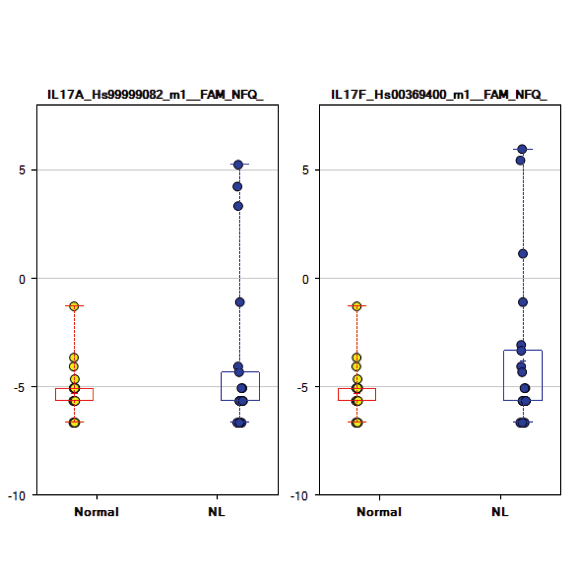 IL17A_Hs99999082_m1__FAM_NFQ_
IL17F_Hs00369400_m1__FAM_NFQ_
5
0
-5
-10
5
0
-5
-10
Normal
NL
Normal
NL